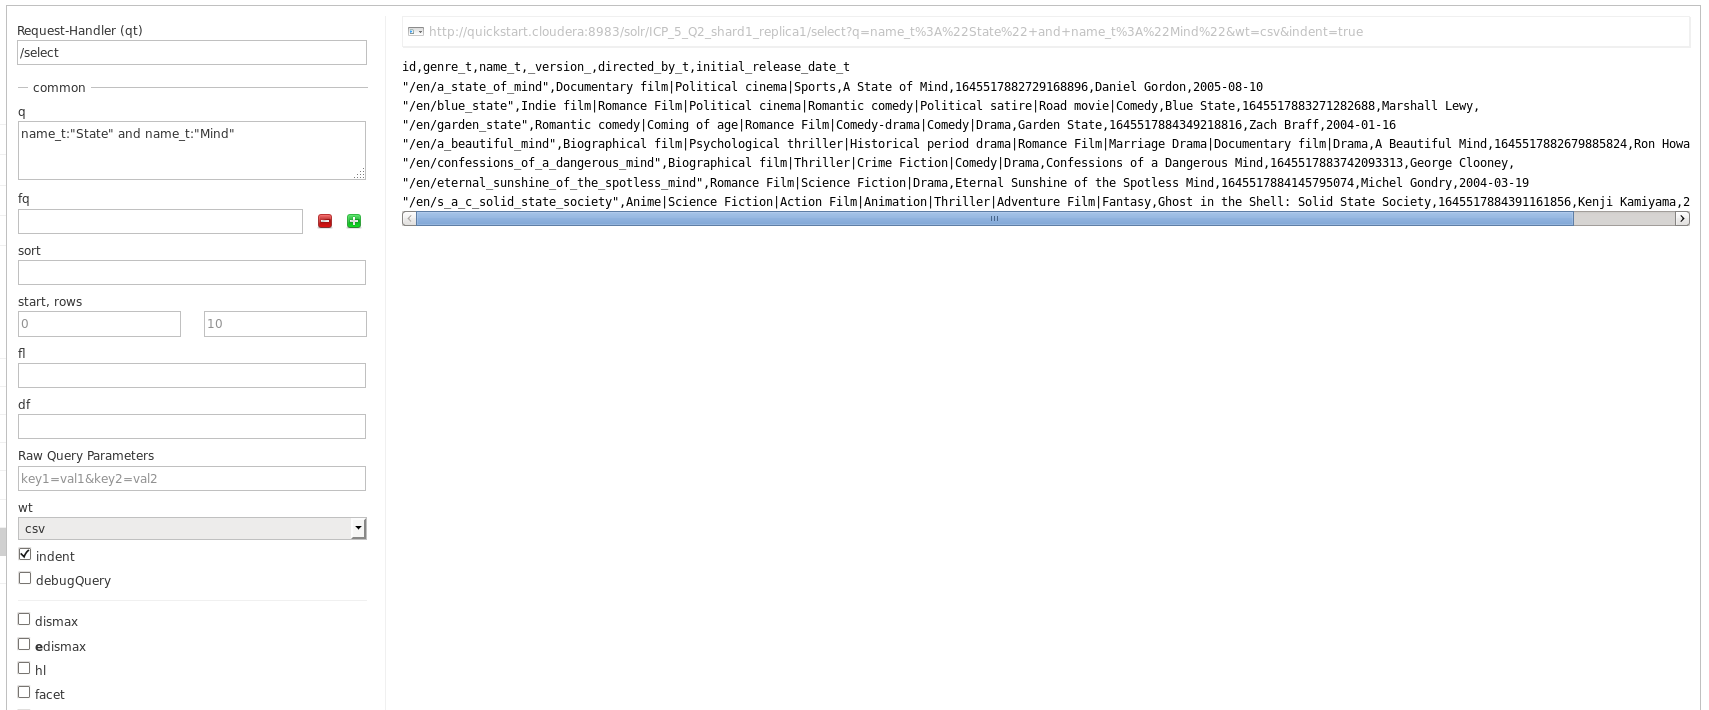 Request-Handler (qt)
/select
common
q
name_t:"State" and name_t:"Mind"
fq
sort
start, rows
0 10
fl
df
Raw Query Parameters
key1=val1&key2=val2
wt
csv
indent
debugQuery
dismax
edismax
hl
facet
http://quickstart.cloudera:8983/solr/ICP_5_Q2_shard1_replica1/select?q=name_t%3A%22State%22+and+name_t%3A%22Mind%22&wt=csv&indent=true
id,genre_t,name_t,_version_,directed_by_t,initial_release_date_t
"/en/a_state_of_mind",Documentary film|Political cinema|Sports,A State of Mind,1645517882729168896,Daniel Gordon,2005-08-10
"/en/blue_state",Indie film|Romance Film|Political cinema|Romantic comedy|Political satire|Road movie|Comedy,Blue State,1645517883271282688,Marshall Lewy,
"/en/garden_state",Romantic comedy|Coming of age|Romance Film|Comedy-drama|Comedy|Drama,Garden State,1645517884349218816,Zach Braff,2004-01-16
"/en/a_beautiful_mind",Biographical film|Psychological thriller|Historical period drama|Romance Film|Marriage Drama|Documentary film|Drama,A Beautiful Mind,1645517882679885824,Ron Howa
"/en/confessions_of_a_dangerous_mind",Biographical film|Thriller|Crime Fiction|Comedy|Drama,Confessions of a Dangerous Mind,1645517883742093313,George Clooney,
"/en/eternal_sunshine_of_the_spotless_mind",Romance Film|Science Fiction|Drama,Eternal Sunshine of the Spotless Mind,1645517884145795074,Michel Gondry,2004-03-19
"/en/s_a_c_solid_state_society",Anime|Science Fiction|Action Film|Animation|Thriller|Adventure Film|Fantasy,Ghost in the Shell: Solid State Society,1645517884391161856,Kenji Kamiyama,2